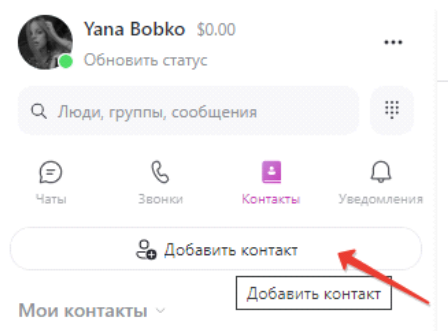 Yana Bobko $0.00
Обновить статус
Люди, группы, сообщения
Чаты Звонки Контакты Уведомления
Добавить контакт
Добавить контакт
Мои контакты